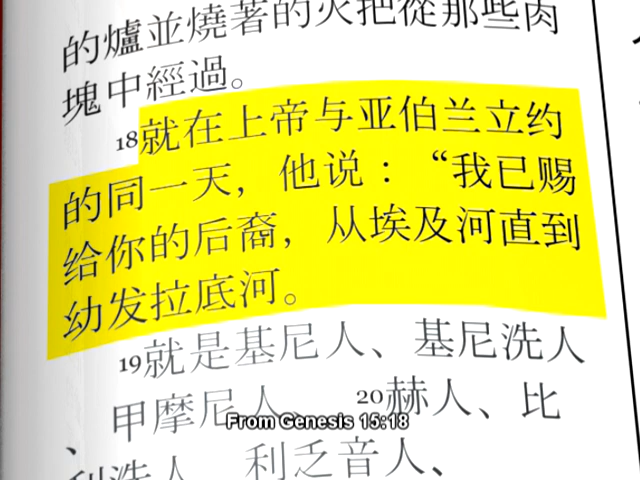 的爐並燒著的火把從那些肉
塊中經過。
18就在上帝与亚伯兰立约
的同一天，他说：“我已赐
给你的后裔，从埃及河直到
幼发拉底河。
19就是基尼人、基尼洗人
、甲摩尼人、20赫人、比
利洗人、利乏音人、
From Genesis 15:18